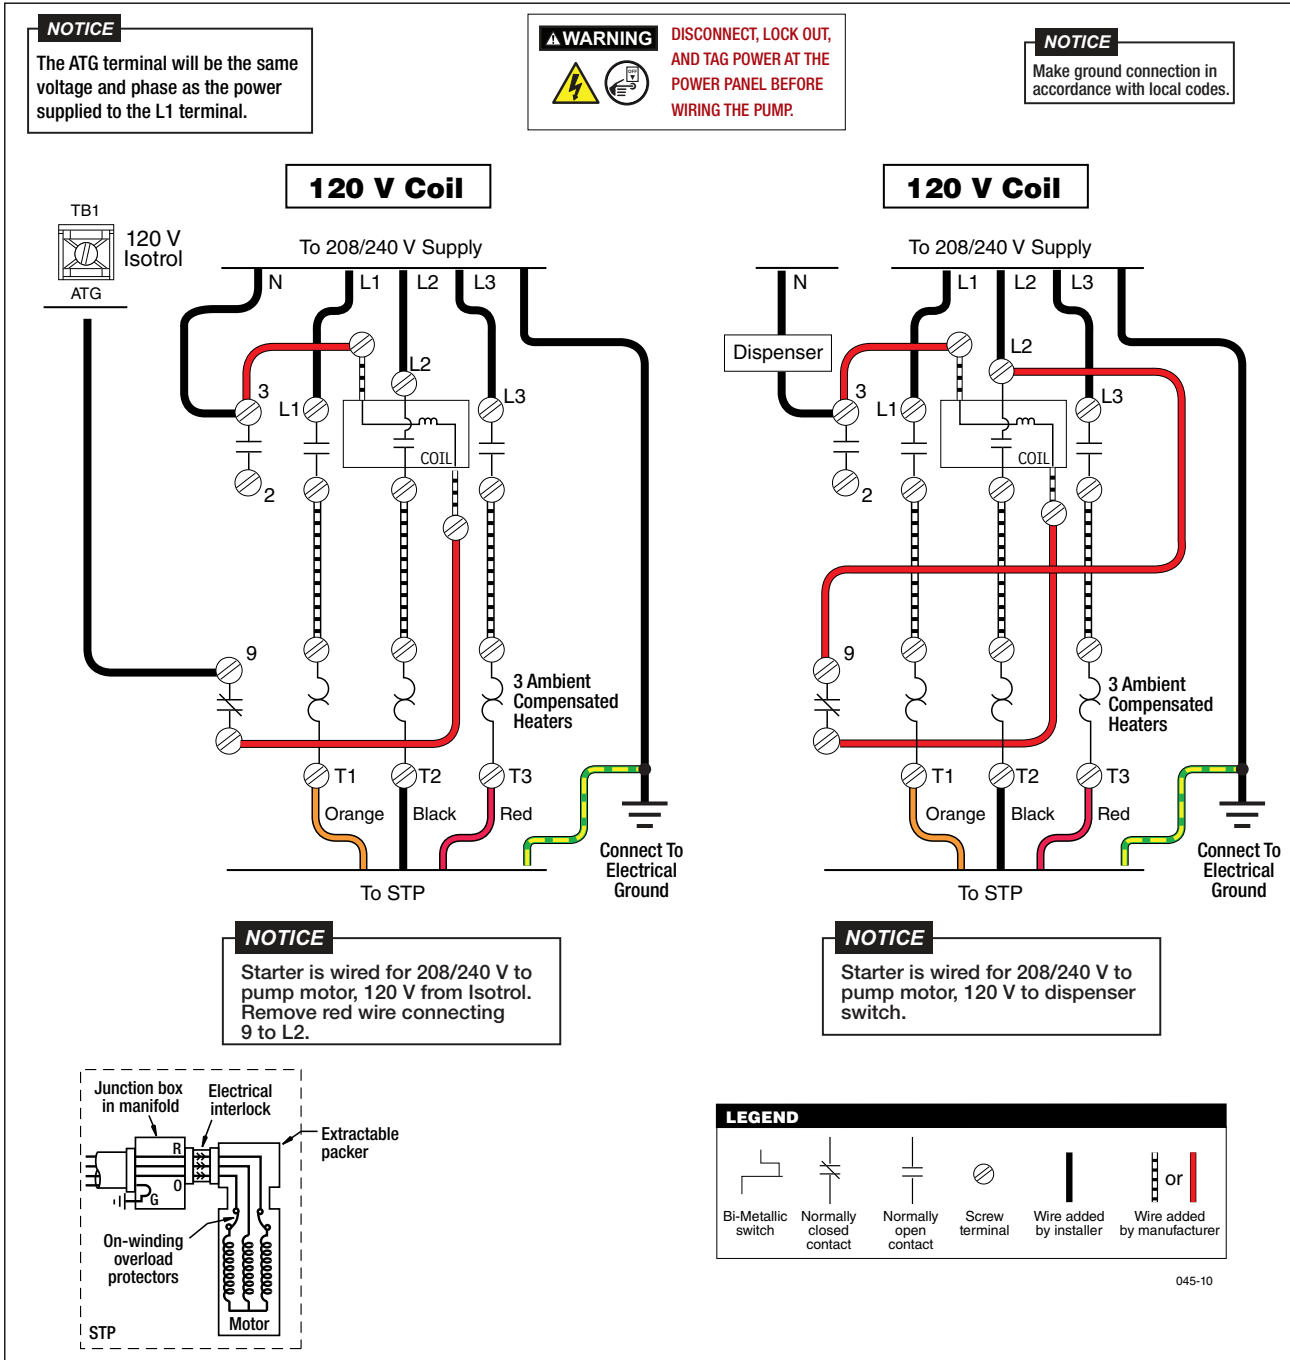 NOTICE
The ATG terminal will be the same
voltage and phase as the power
supplied to the L1 terminal.
WARNING
OFF
DISCONNECT, LOCK OUT,
AND TAG POWER AT THE
POWER PANEL BEFORE
WIRING THE PUMP.
NOTICE
Make ground connection in
accordance with local codes.
120 V Coil
TB1
120 V
Isotrol
ATG
To 208/240 V Supply
N
L1
L2
L3
L2
3
L1
L3
COIL
2
9
3 Ambient
Compensated
Heaters
T1
T2
T3
Orange
Black
Red
Connect To
Electrical
Ground
To STP
NOTICE
Starter is wired for 208/240 V to
pump motor, 120 V from Isotrol.
Remove red wire connecting
9 to L2.
120 V Coil
To 208/240 V Supply
N
L1
L2
L3
Dispenser
L2
3
L1
L3
COIL
2
9
3 Ambient
Compensated
Heaters
T1
T2
T3
Orange
Black
Red
Connect To
Electrical
Ground
To STP
NOTICE
Starter is wired for 208/240 V to
pump motor, 120 V to dispenser
switch.
Junction box
in manifold
Electrical
interlock
Extractable
packer
R
O
G
On-winding
overload
protectors
Motor
STP
LEGEND
or
Bi-Metallic
switch
Normally
closed
contact
Normally
open
contact
Screw
terminal
Wire added
by installer
Wire added
by manufacturer
045-10